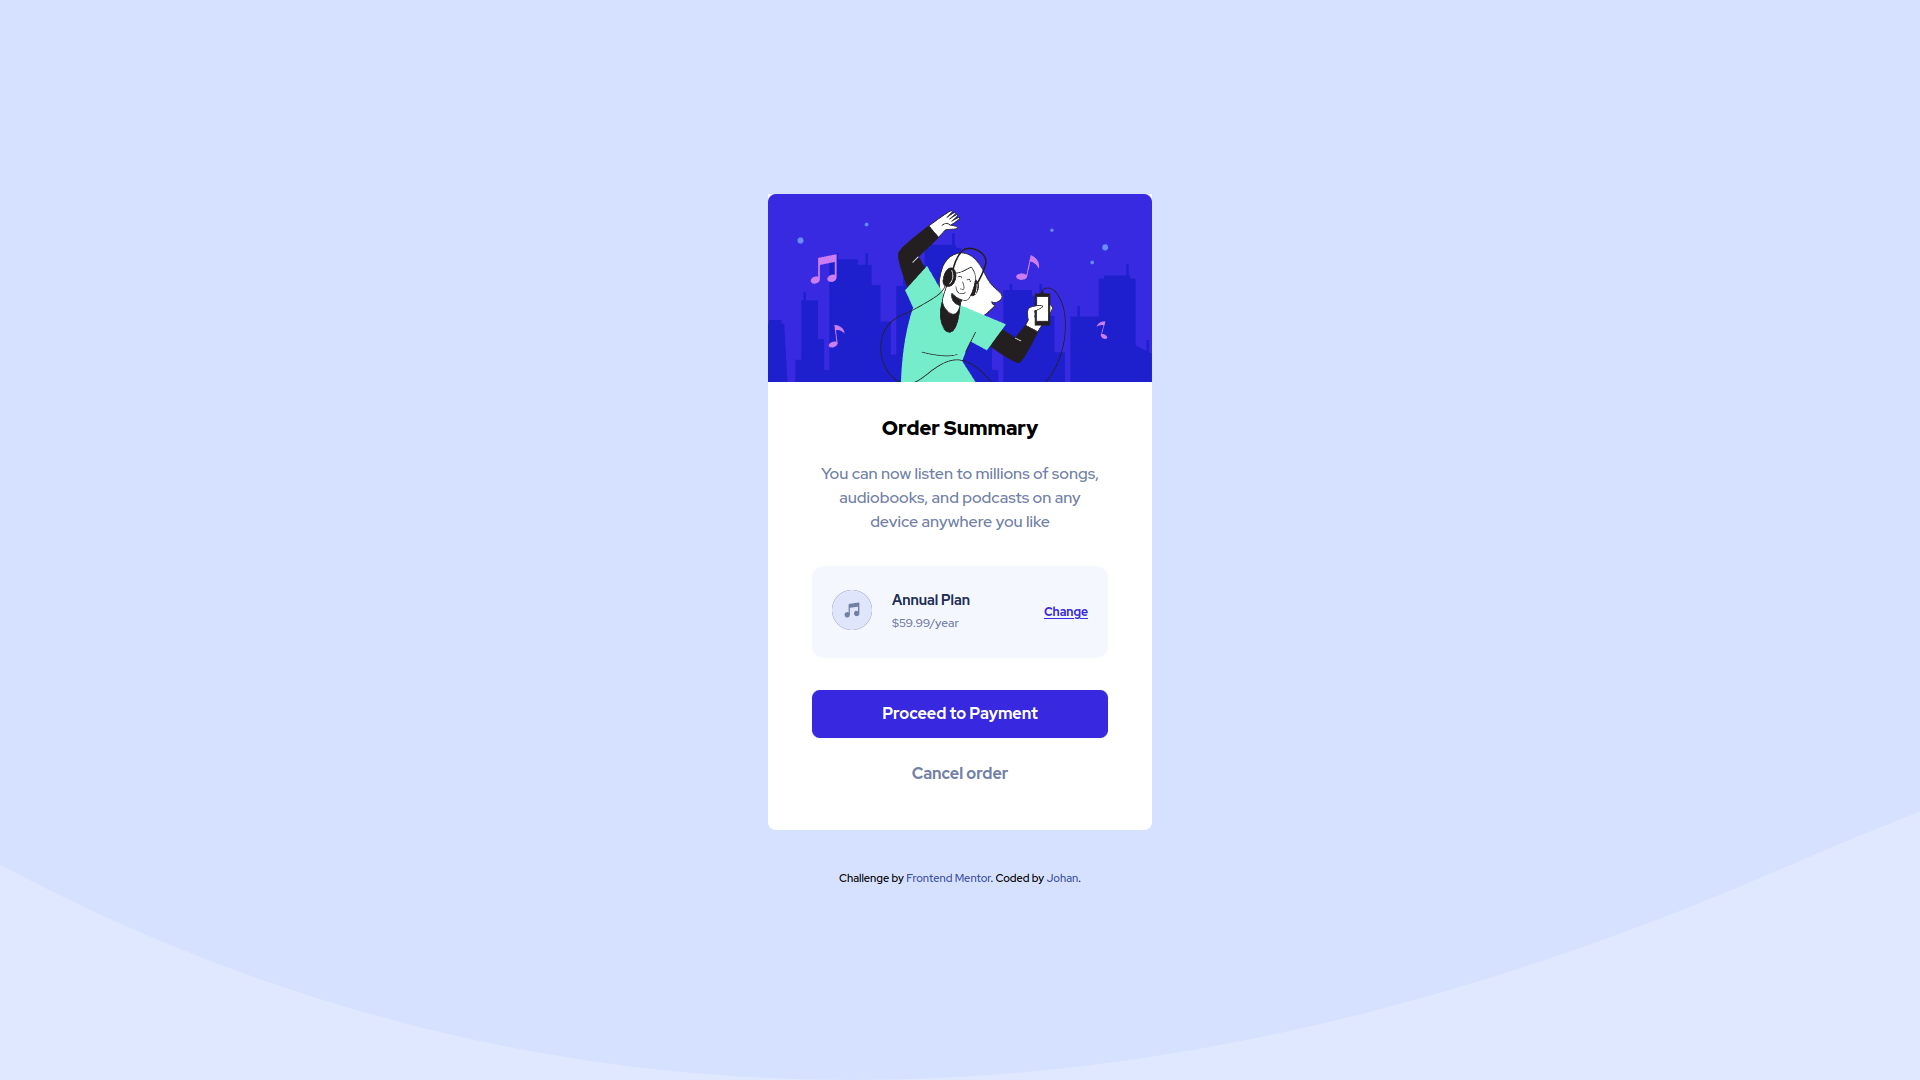 Order Summary
You can now listen to millions of songs,
audiobooks, and podcasts on any
device anywhere you like
Annual Plan
$59.99/year
Change
Proceed to Payment
Cancel order
Challenge by Frontend Mentor. Coded by Johan.